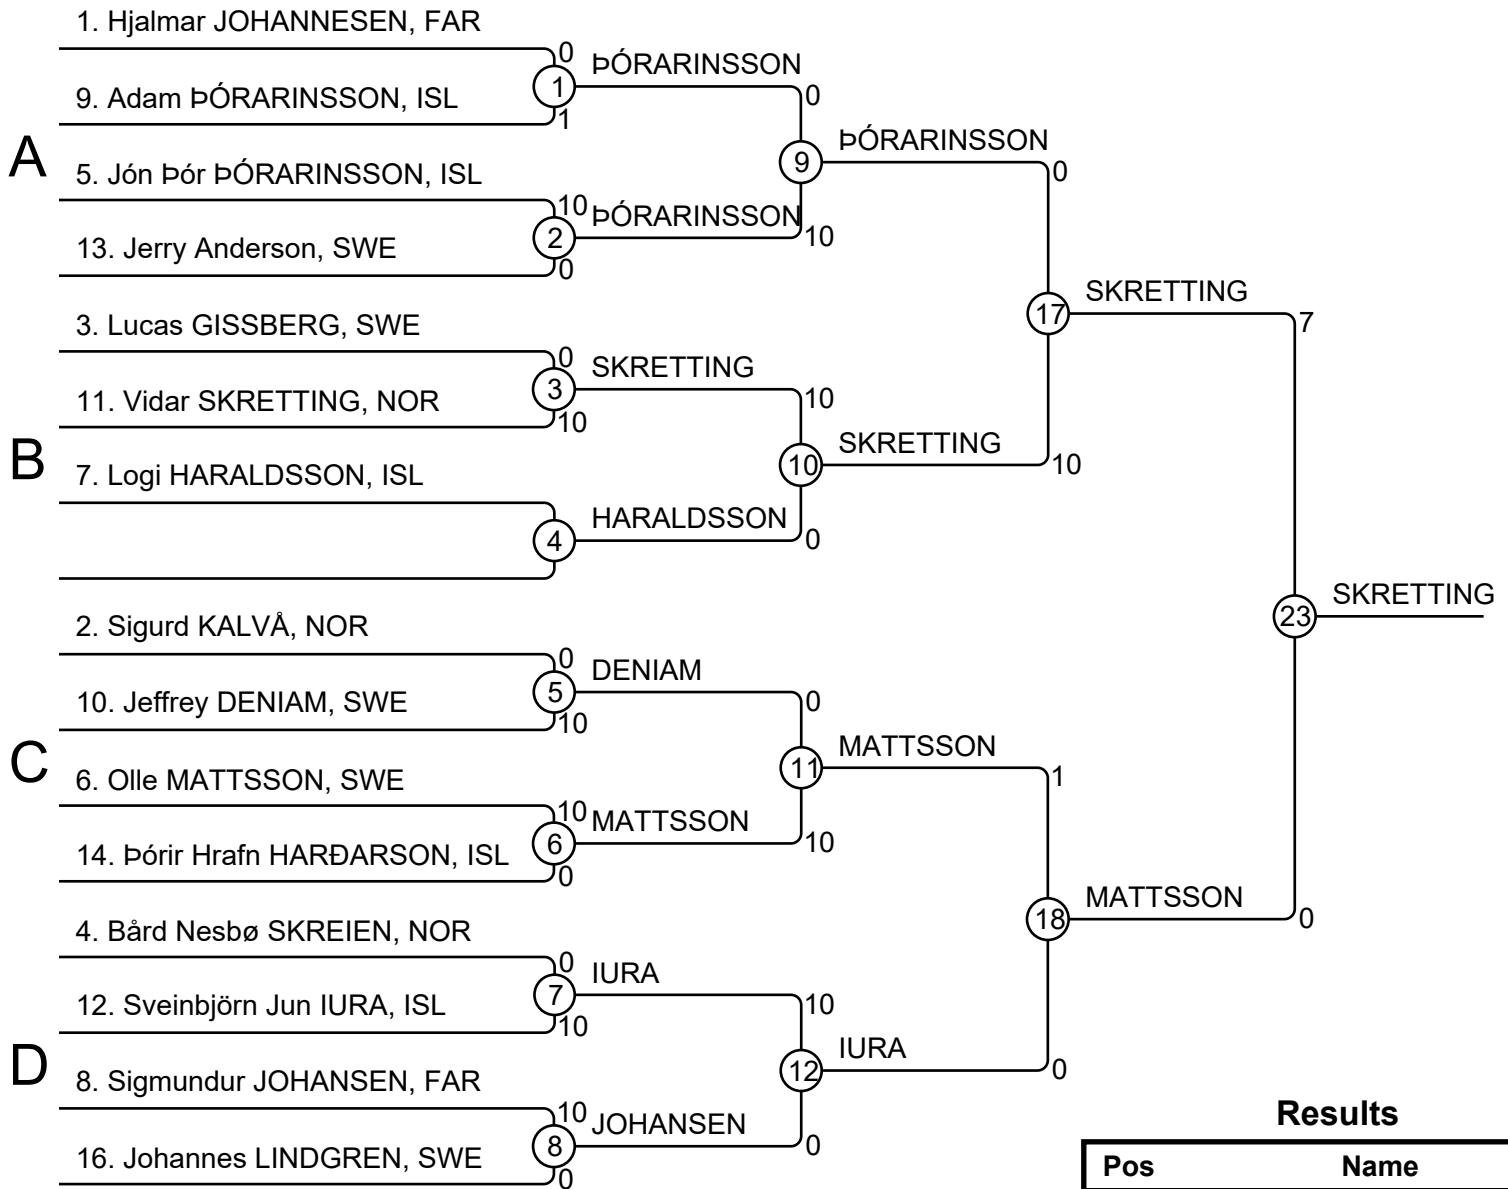 1. Hjalmar JOHANNESEN, FAR
0
1
ÞÓRARINSSON
9. Adam ÞÓRARINSSON, ISL
1
0
A
9
ÞÓRARINSSON
0
5. Jón Þór ÞÓRARINSSON, ISL
10
2
ÞÓRARINSSON
10
13. Jerry Anderson, SWE
0
3. Lucas GISSBERG, SWE
0
3
SKRETTING
10
11. Vidar SKRETTING, NOR
10
17
SKRETTING
7
B
10
SKRETTING
10
7. Logi HARALDSSON, ISL
4
HARALDSSON
0
2. Sigurd KALVÅ, NOR
0
5
DENIAM
0
10. Jeffrey DENIAM, SWE
10
23
SKRETTING
C
11
MATTSSON
1
6. Olle MATTSSON, SWE
10
6
MATTSSON
10
14. Þórir Hrafn HARÐARSON, ISL
0
18
MATTSSON
0
4. Bård Nesbø SKREIEN, NOR
0
7
IURA
10
12. Sveinbjörn Jun IURA, ISL
10
D
12
IURA
0
8. Sigmundur JOHANSEN, FAR
10
8
JOHANSEN
0
16. Johannes LINDGREN, SWE
0
Results
Pos Name